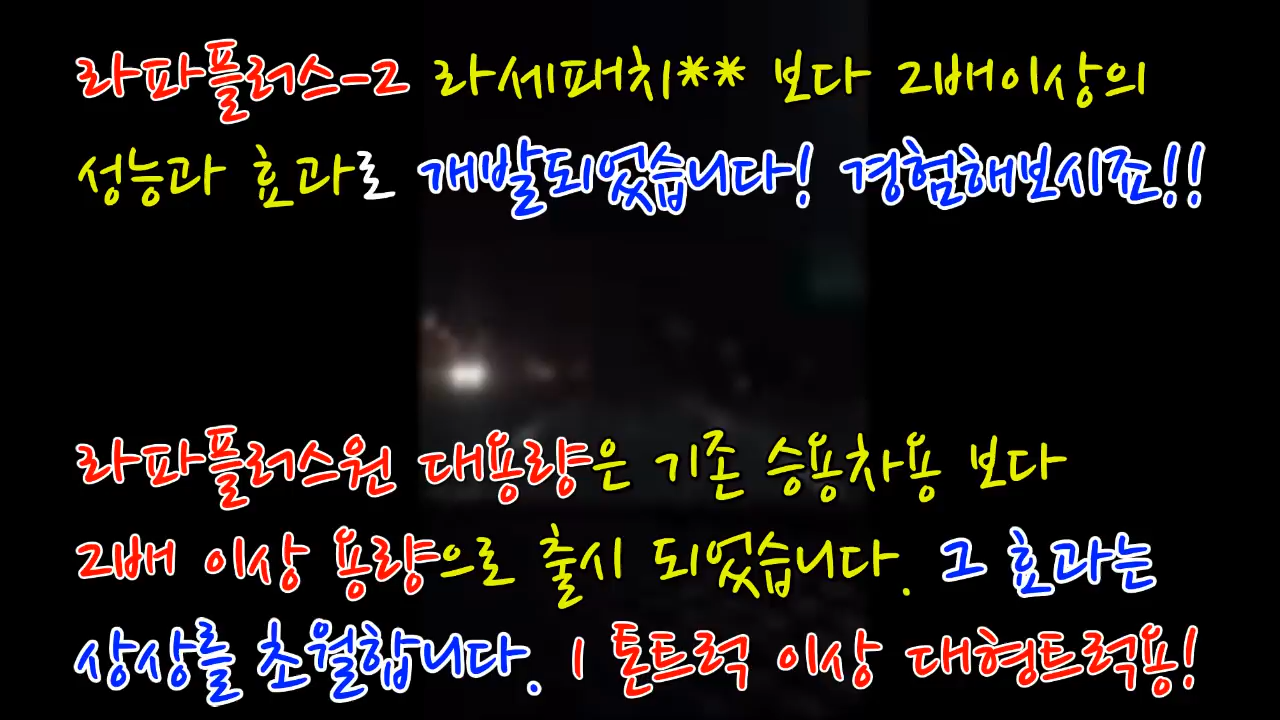 라파플러스-2 라세패치** 보다 2배이상의
성능과 효과로 개발되었습니다! 경험해보시죠!!
라파플러스원 대용량은 기존 승용차용 보다
2배 이상 용량으로 출시 되었습니다. 그 효과는
상상를 초월합니다. 1 톤트럭 이상 대형트럭용!